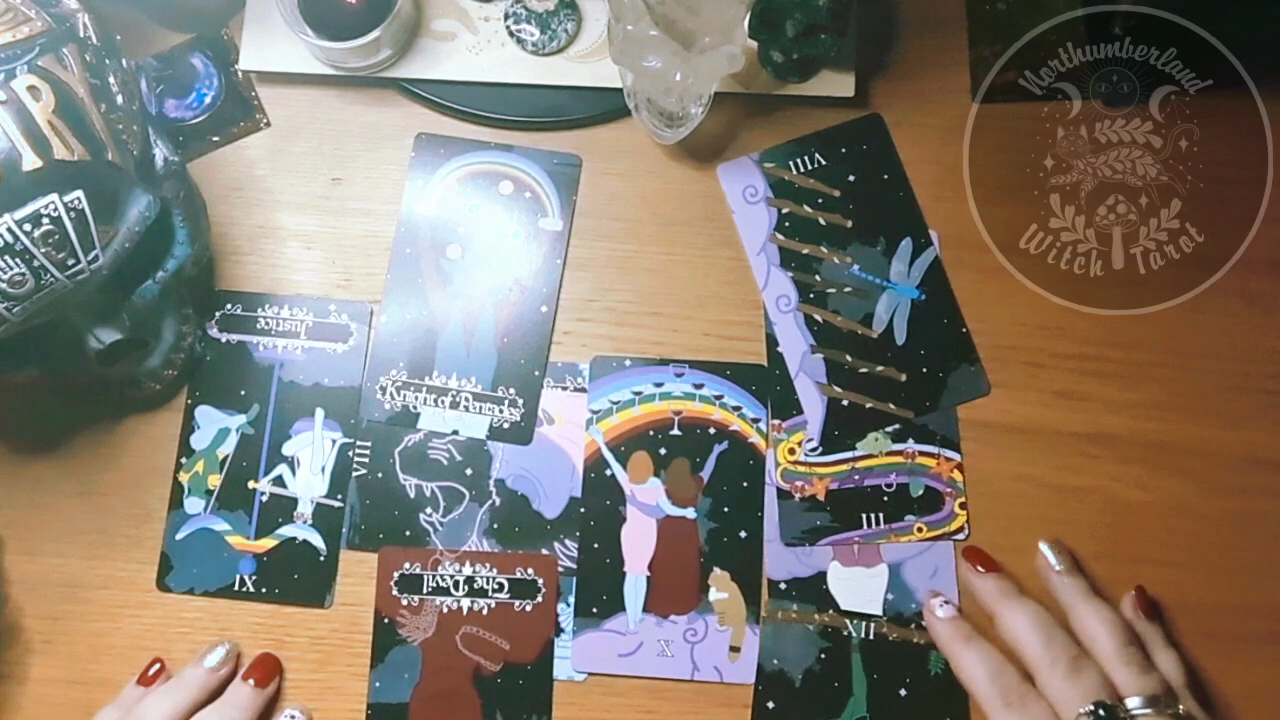 Northumberland
Witch Tarot
VIII
Justice
Knight of Pentacles
VIII
III
XI
The Devil
XII
X